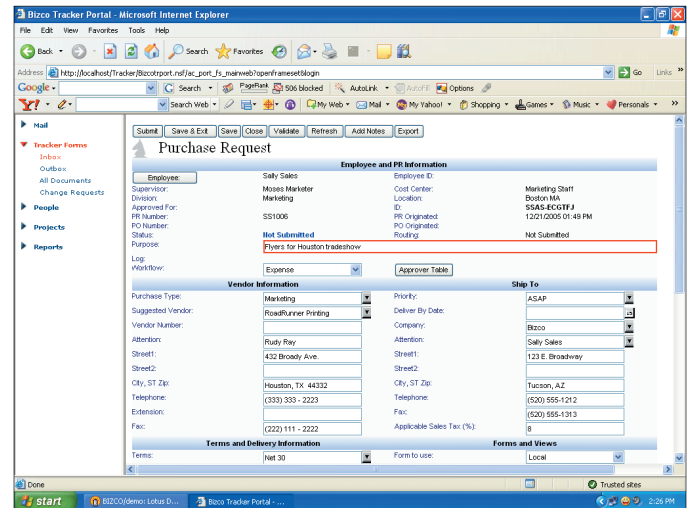 Bizco Tracker Portal - Microsoft Internet Explorer
File Edit View Favorites Tools Help
Back Search Favorites
Address http://localhost/Tracker/Bizcotrport.nsf/ac_port_fs_mainweb?openframeset&login Go Links »
Google Search PageRank 506 blocked AutoLink AutoFill Options
Y! Search Web Mail My Web Mail My Yahoo! Shopping Games Music Personals »
Mail
Tracker Forms
Inbox
Outbox
All Documents
Change Requests
People
Projects
Reports
Submit Save & Exit Save Close Validate Refresh Add Notes Export
Purchase Request
Employee and PR Information
Employee: Sally Sales Employee ID:
Supervisor: Moses Marketer Cost Center: Marketing Staff
Division: Marketing Location: Boston MA
Approved For: ID: SSAS-ECGTFJ
PR Number: SS1006 PR Originated: 12/21/2005 01:49 PM
PO Number: PO Originated:
Status: Not Submitted Routing: Not Submitted
Purpose: Flyers for Houston tradeshow
Log:
Workflow: Expense Approver Table
Vendor Information Ship To
Purchase Type: Marketing Priority: ASAP
Suggested Vendor: RoadRunner Printing Deliver By Date:
Vendor Number: Company: Bizco
Attention: Rudy Ray Attention: Sally Sales
Street1: 432 Broady Ave. Street1: 123 E. Broadway
Street2: Street2:
City, ST Zip: Houston, TX 44332 City, ST Zip: Tucson, AZ
Telephone: (333) 333 - 2223 Telephone: (520) 555-1212
Extension: Fax: (520) 555-1313
Fax: (222) 111 - 2222 Applicable Sales Tax (%): 8
Terms and Delivery Information Forms and Views
Terms: Net 30 Form to use: Local
Done Trusted sites
start BIZCO/demo: Lotus D... Bizco Tracker Portal - ... 2:26 PM